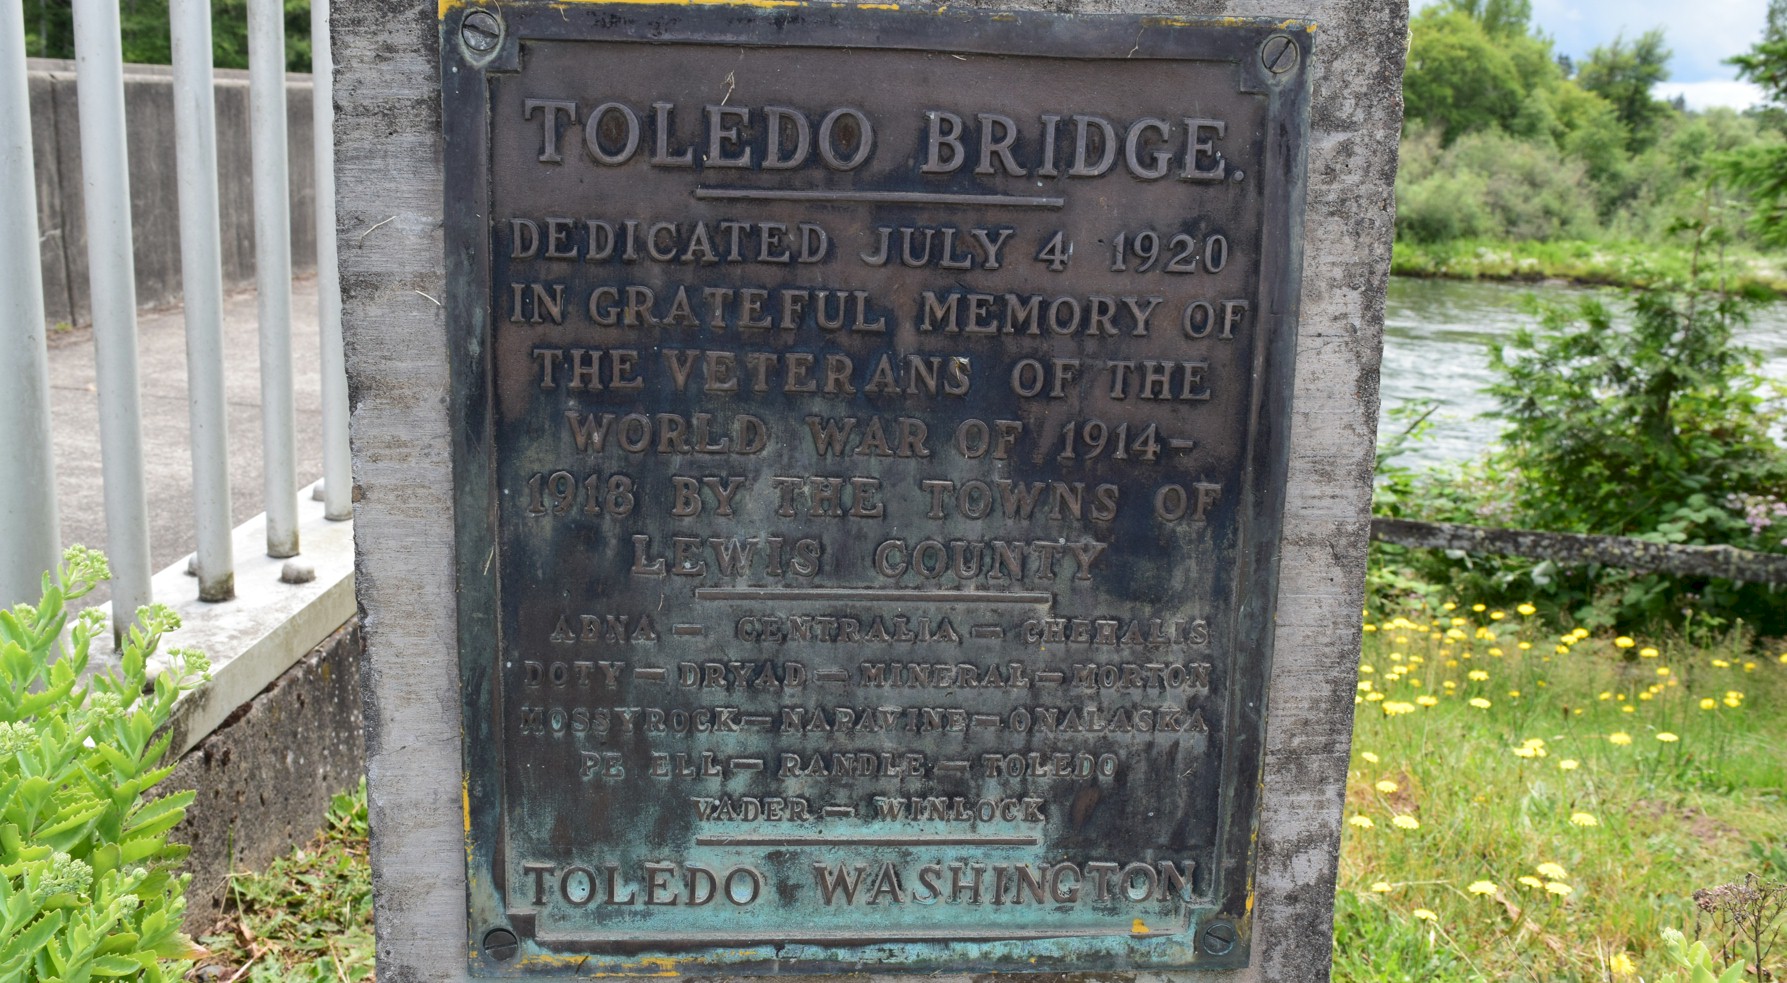 TOLEDO BRIDGE.
DEDICATED JULY 4 1920
IN GRATEFUL MEMORY OF
THE VETERANS OF THE
WORLD WAR OF 1914-
1918 BY THE TOWNS OF
LEWIS COUNTY
ADNA — CENTRALIA — CHEHALIS
DOTY — DRYAD — MINERAL — MORTON
MOSSYROCK — NAPAVINE — ONALASKA
PE ELL — RANDLE — TOLEDO
VADER — WINLOCK
TOLEDO WASHINGTON